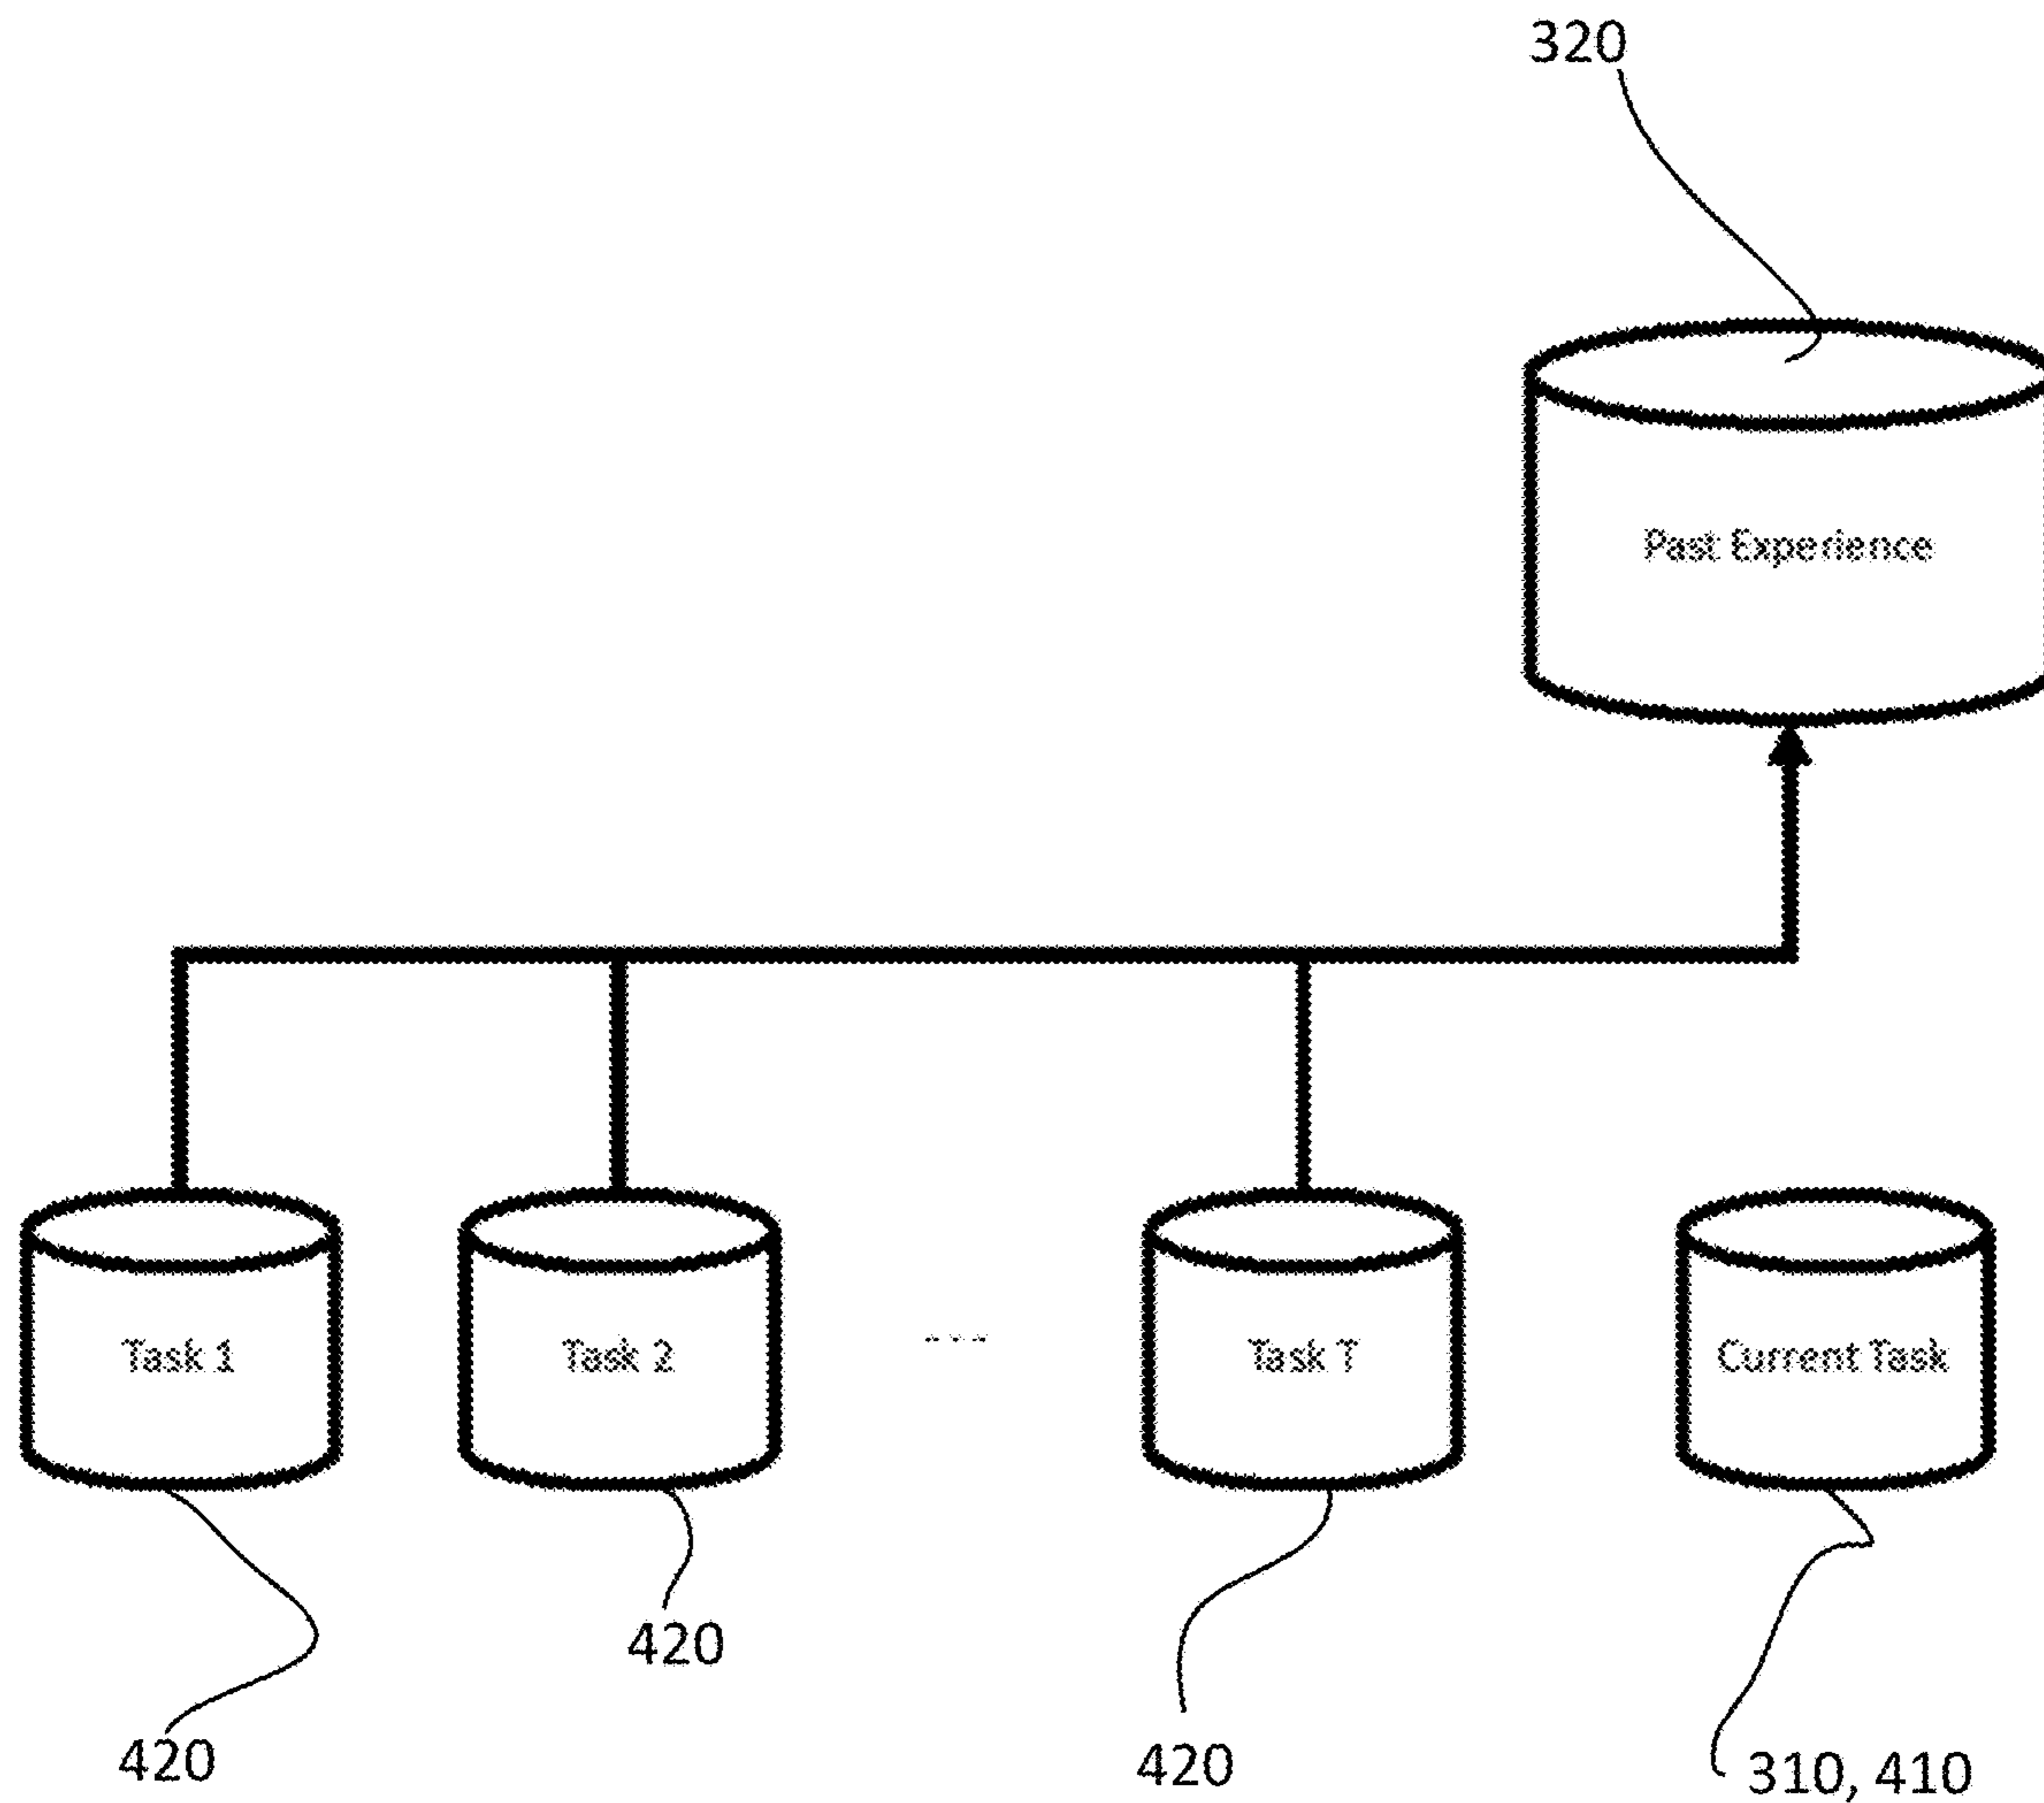 320
Past Experience
Task 1
Task 2
...
Task T
Current Task
420
420
420
310, 410